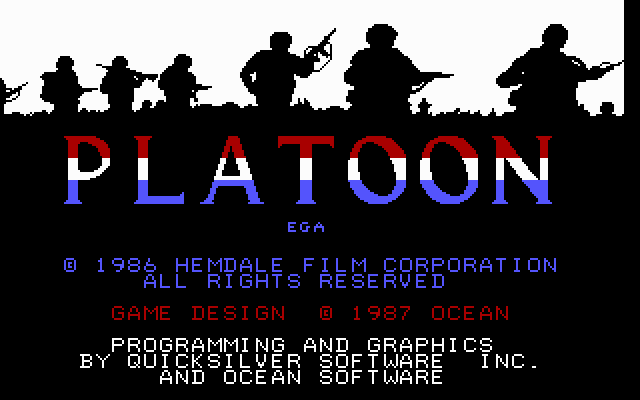 PLATOON
EGA
© 1986 HEMDALE FILM CORPORATION
ALL RIGHTS RESERVED
GAME DESIGN © 1987 OCEAN
PROGRAMMING AND GRAPHICS
BY QUICKSILVER SOFTWARE INC.
AND OCEAN SOFTWARE